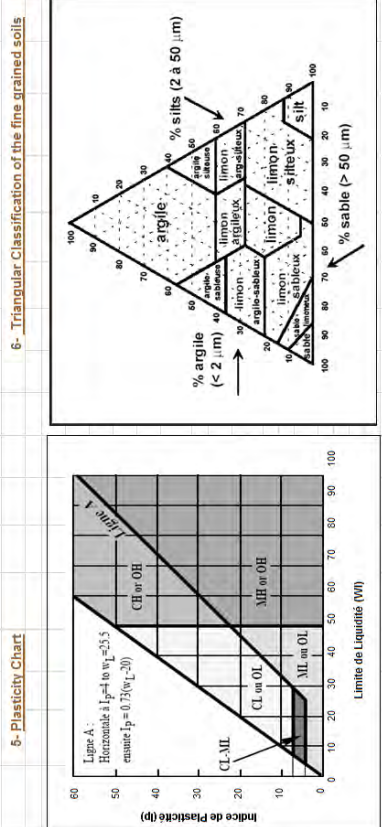 5- Plasticity Chart
Ligne A :
Horizontale à Ip=4 to wL=25.5
ensuite Ip = 0.73(wL-20)
Ligne A
CH or OH
MH or OH
CL ou OL
ML ou OL
CL-ML
Indice de Plasticité (Ip)
60
50
40
30
20
10
0
0 10 20 30 40 50 60 70 80 90 100
Limite de Liquidité (Wl)
6- Triangular Classification of the fine grained soils
% argile
(< 2 µm)
% silts (2 à 50 µm)
% sable (> 50 µm)
100
90
80
70
60
50
40
30
20
10
100
10
20
30
40
50
60
70
80
90
100
argile
argile
silteuse
argile-
sableuse
limon
argileux
limon
arg-silteux
limon
argilo-sableux
limon
limon
silteux
silt
limon
sableux
sable
limoneux
sable
100 90 80 70 60 50 40 30 20 10